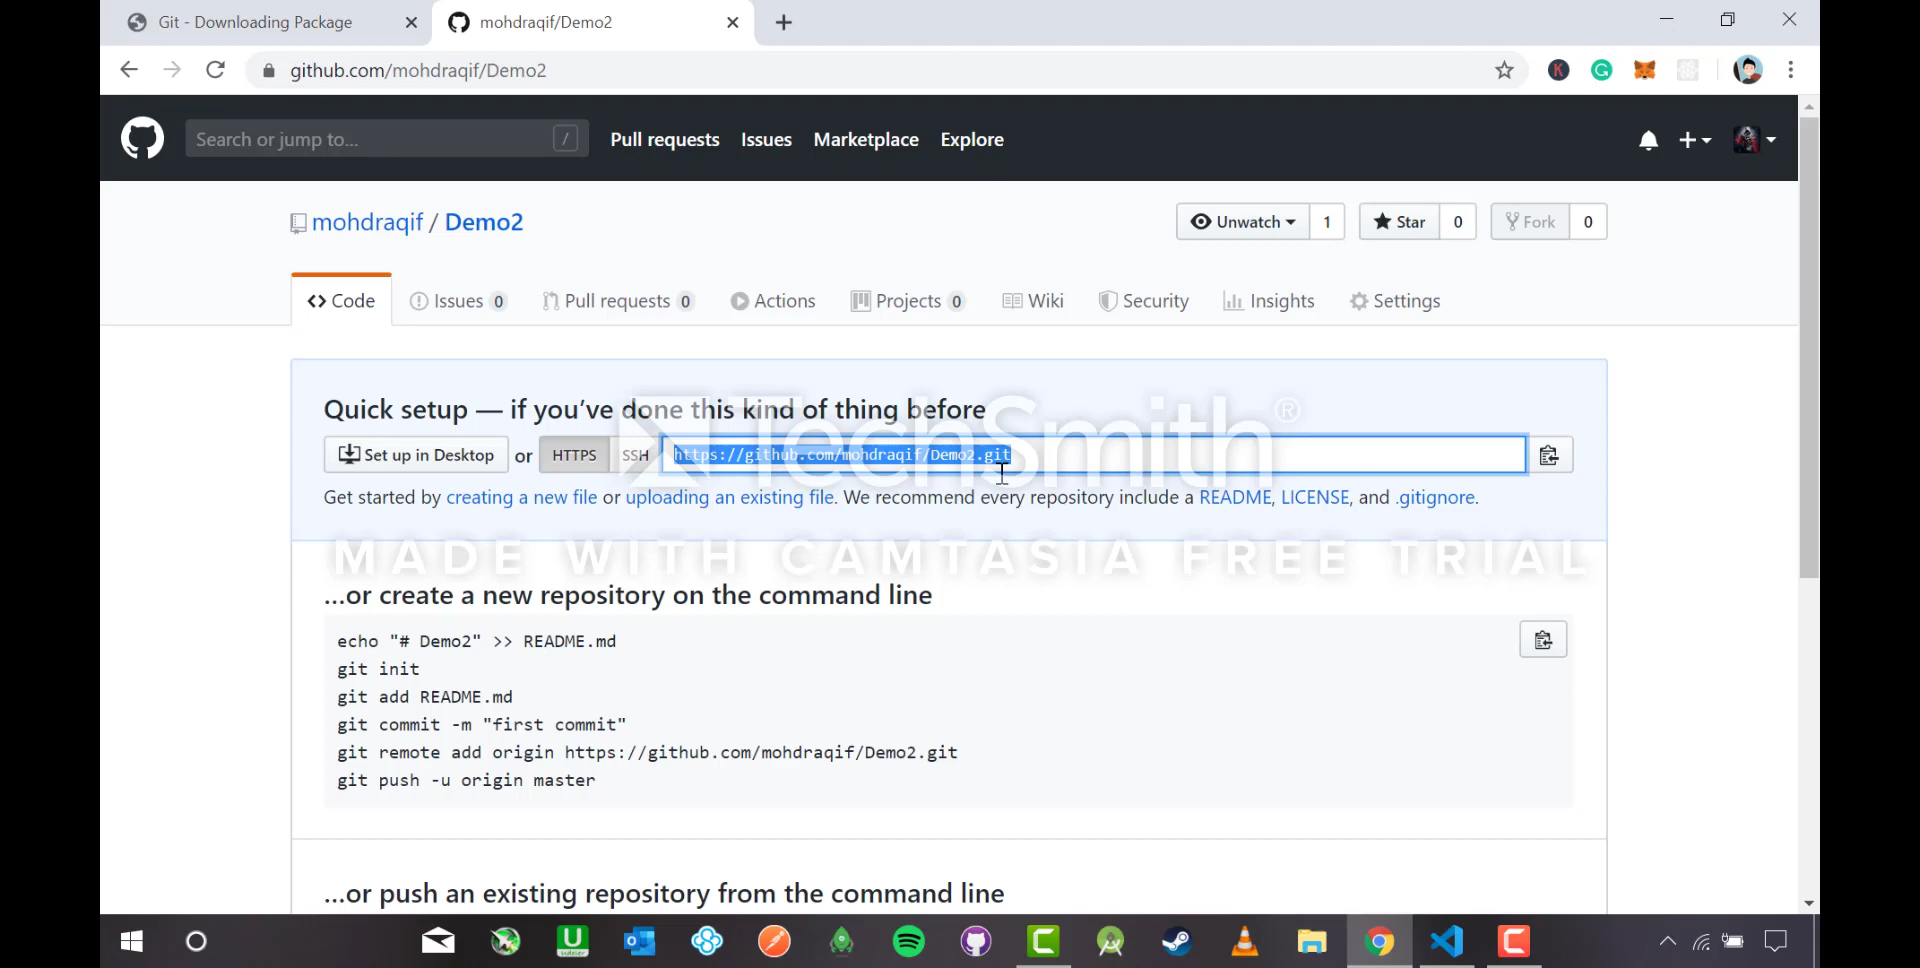 Git - Downloading Package
mohdraqif/Demo2
github.com/mohdraqif/Demo2
K
G
Search or jump to...
/
Pull requests
Issues
Marketplace
Explore
mohdraqif / Demo2
Unwatch 1
Star 0
Fork 0
Code
Issues 0
Pull requests 0
Actions
Projects 0
Wiki
Security
Insights
Settings
Quick setup — if you've done this kind of thing before
Set up in Desktop or HTTPS SSH https://github.com/mohdraqif/Demo2.git
TechSmith®
Get started by creating a new file or uploading an existing file. We recommend every repository include a README, LICENSE, and .gitignore.
MADE WITH CAMTASIA FREE TRIAL
...or create a new repository on the command line
echo "# Demo2" >> README.md
git init
git add README.md
git commit -m "first commit"
git remote add origin https://github.com/mohdraqif/Demo2.git
git push -u origin master
...or push an existing repository from the command line